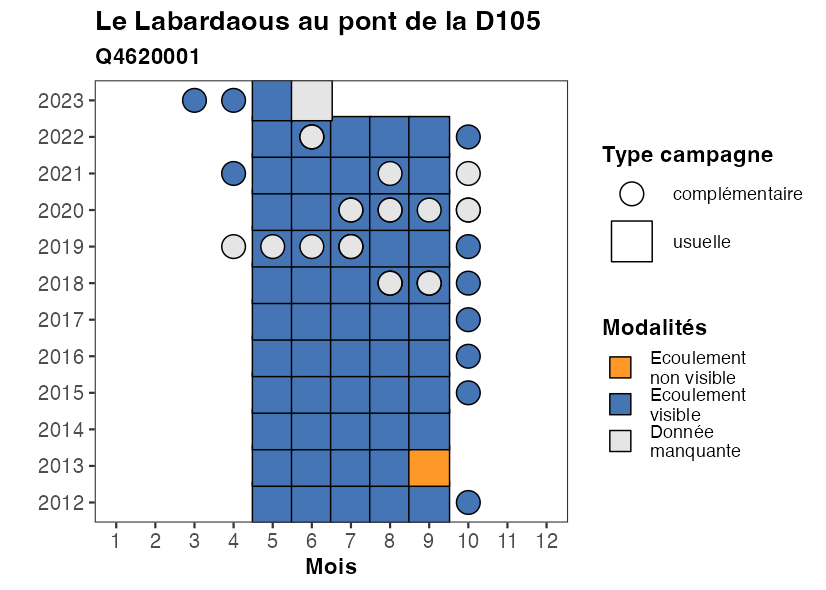 Le Labardaous au pont de la D105
Q4620001
2023
2022
2021
2020
2019
2018
2017
2016
2015
2014
2013
2012
1 2 3 4 5 6 7 8 9 10 11 12
Mois
Type campagne
complémentaire
usuelle
Modalités
Ecoulement
non visible
Ecoulement
visible
Donnée
manquante